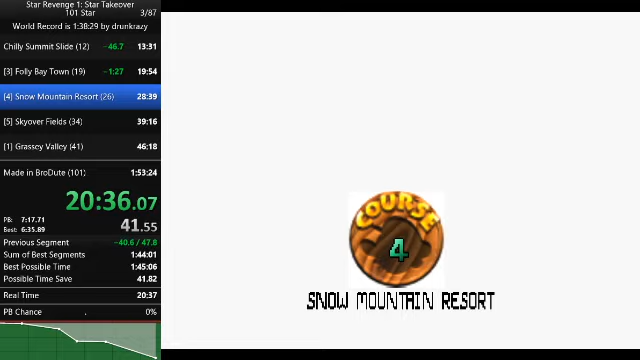 Star Revenge 1: Star Takeover
101 Star 3/87
World Record is 1:38:29 by drunkrazy
Chilly Summit Slide (12) −46.7 13:31
[3] Folly Bay Town (19) −1:27 19:54
[4] Snow Mountain Resort (26) 28:39
[5] Skyover Fields (34) 39:16
[1] Grassey Valley (41) 46:18
Made in BroDute (101) 1:53:24
20:36.07
PB: 7:17.71
Best: 6:35.89
41.55
Previous Segment −40.6 / 47.8
Sum of Best Segments 1:44:01
Best Possible Time 1:45:06
Possible Time Save 41.82
Real Time 20:37
PB Chance . 0%
COURSE
4
SNOW MOUNTAIN RESORT